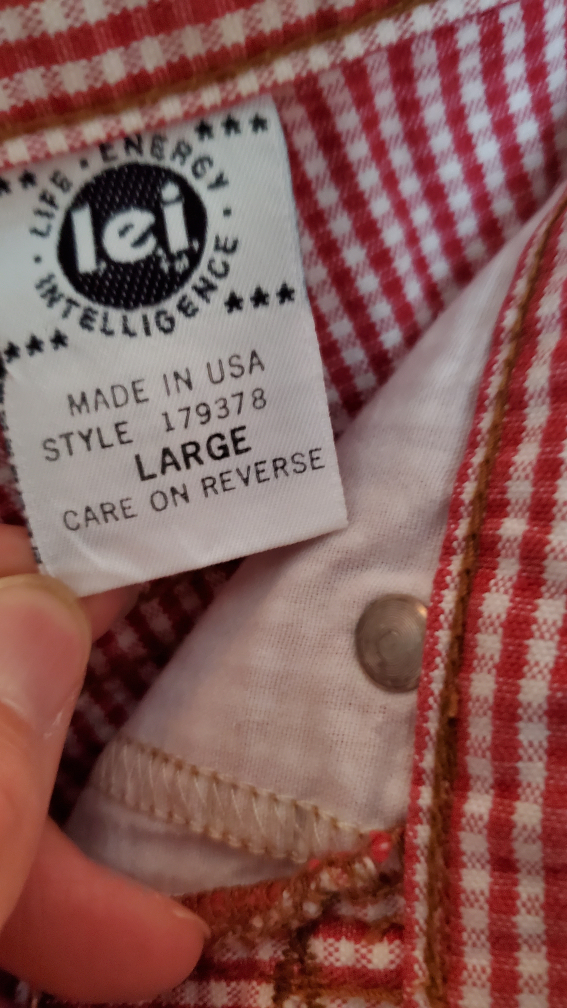 LIFE · ENERGY ·
INTELLIGENCE ·
lei
MADE IN USA
STYLE 179378
LARGE
CARE ON REVERSE